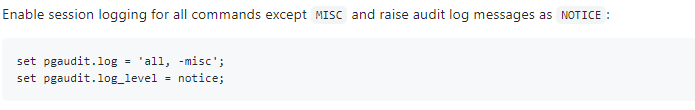 Enable session logging for all commands except MISC and raise audit log messages as NOTICE :
set pgaudit.log = 'all, -misc';
set pgaudit.log_level = notice;